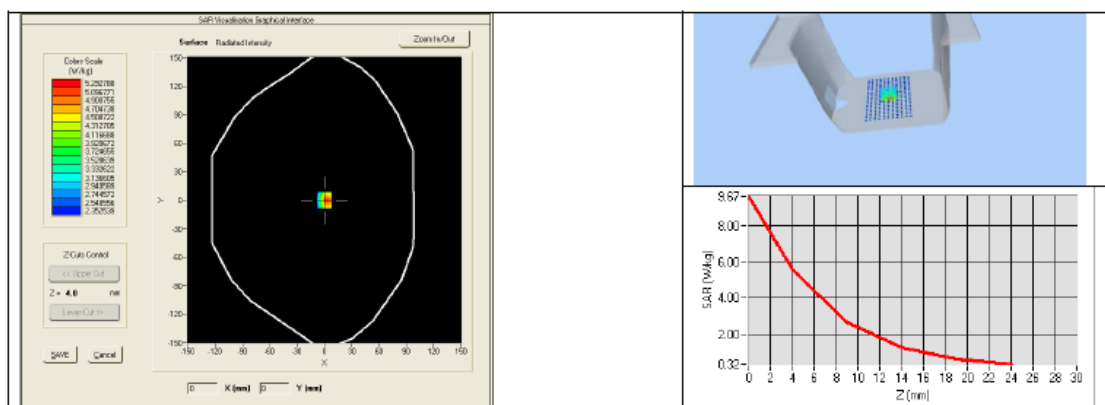 SAR Visualisation Graphical Interface
Surface Radiated Intensity
Zoom In/Out
Colors Scale
(W/kg)
5.292788
5.096771
4.900755
4.704738
4.508722
4.312705
4.116688
3.920672
3.724655
3.528639
3.332622
3.136605
2.940589
2.744572
2.548556
2.352539
Z-Cuts Control
<< Upper Cut
Z = 4.0 mm
Lower Cut >>
SAVE Cancel
150
120
90
60
30
0
-30
-60
-90
-120
-150
Y
-150 -120 -90 -60 -30 0 30 60 90 120 150
X
0 X (mm) 0 Y (mm)
9.67
8.00
6.00
4.00
2.00
0.32
SAR (W/kg)
0 2 4 6 8 10 12 14 16 18 20 22 24 26 28 30
Z (mm)